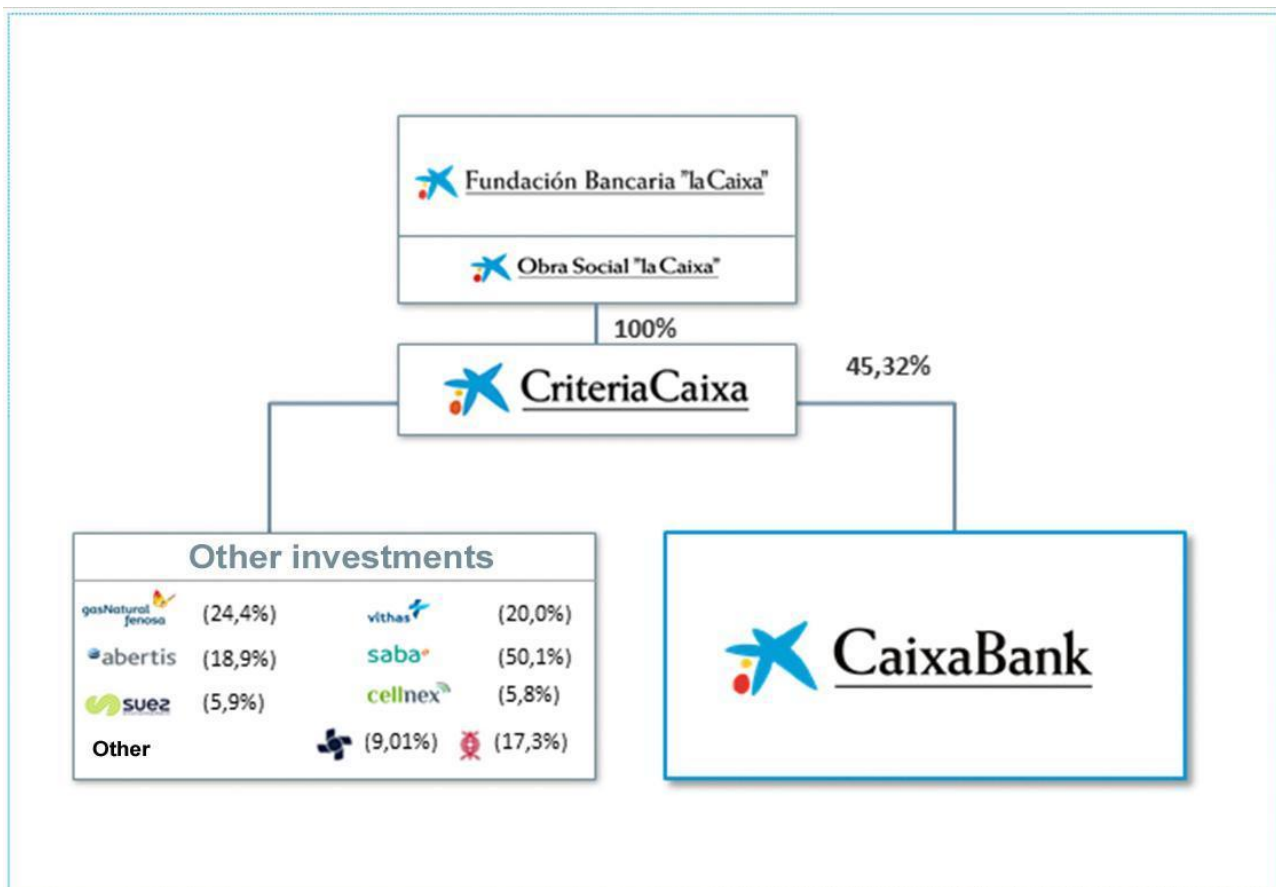 Fundación Bancaria "la Caixa"
Obra Social "la Caixa"
100%
CriteriaCaixa
45,32%
Other investments
gasNatural
fenosa
(24,4%)
vithas
(20,0%)
abertis
(18,9%)
saba
(50,1%)
suez
(5,9%)
cellnex
(5,8%)
Other
(9,01%)
(17,3%)
CaixaBank